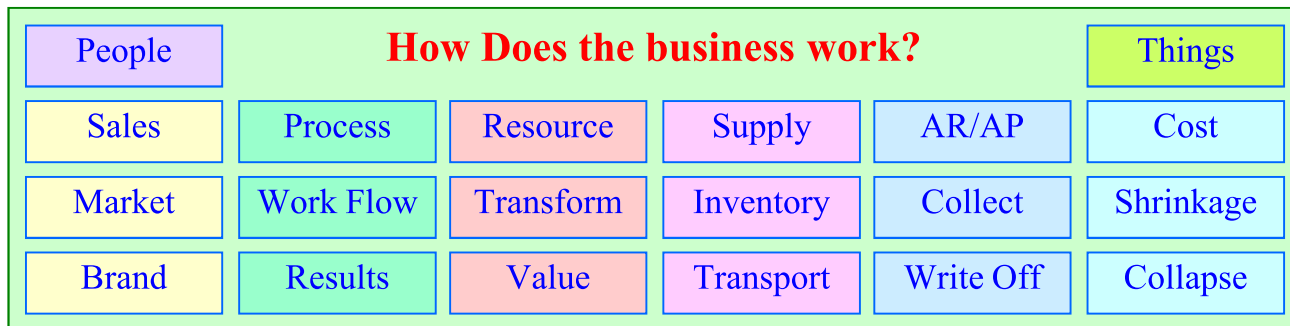 People How Does the business work? Things
Sales Process Resource Supply AR/AP Cost
Market Work Flow Transform Inventory Collect Shrinkage
Brand Results Value Transport Write Off Collapse